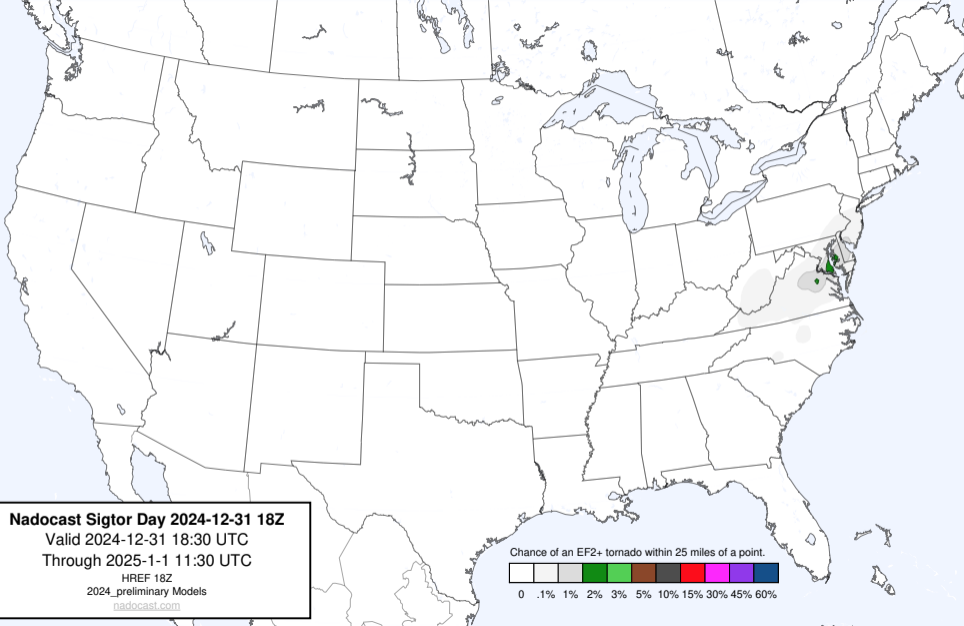 Nadocast Sigtor Day 2024-12-31 18Z
Valid 2024-12-31 18:30 UTC
Through 2025-1-1 11:30 UTC
HREF 18Z
2024_preliminary Models
nadocast.com
Chance of an EF2+ tornado within 25 miles of a point.
0 .1% 1% 2% 3% 5% 10% 15% 30% 45% 60%